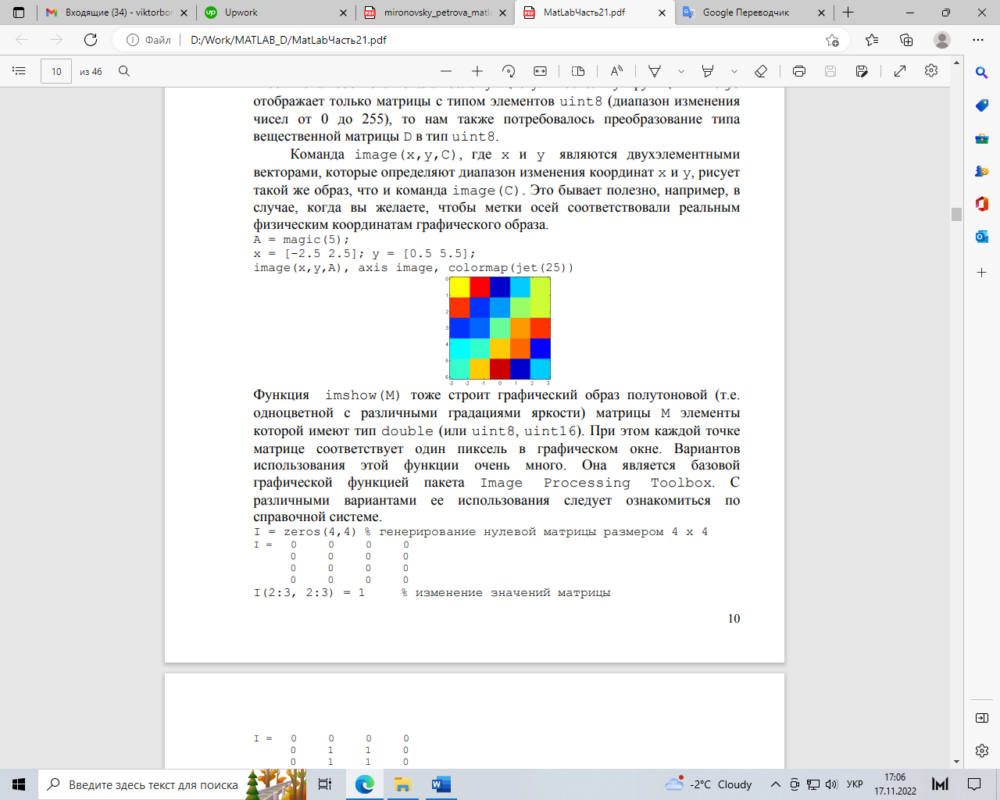 Входящие (34) - viktorbo
Upwork
mironovsky_petrova_matl
MatLabЧасть21.pdf
Google Переводчик
Файл
D:/Work/MATLAB_D/MatLabЧасть21.pdf
10
из 46
отображает только матрицы с типом элементов uint8 (диапазон изменения
чисел от 0 до 255), то нам также потребовалось преобразование типа
вещественной матрицы D в тип uint8.
Команда image(x,y,C), где x и y являются двухэлементными
векторами, которые определяют диапазон изменения координат x и y, рисует
такой же образ, что и команда image(C). Это бывает полезно, например, в
случае, когда вы желаете, чтобы метки осей соответствовали реальным
физическим координатам графического образа.
A = magic(5);
x = [-2.5 2.5]; y = [0.5 5.5];
image(x,y,A), axis image, colormap(jet(25))
0
1
2
3
4
5
6
-3 -2 -1 0 1 2 3
Функция imshow(M) тоже строит графический образ полутоновой (т.е.
одноцветной с различными градациями яркости) матрицы M элементы
которой имеют тип double (или uint8, uint16). При этом каждой точке
матрице соответствует один пиксель в графическом окне. Вариантов
использования этой функции очень много. Она является базовой
графической функцией пакета Image Processing Toolbox. С
различными вариантами ее использования следует ознакомиться по
справочной системе.
I = zeros(4,4) % генерирование нулевой матрицы размером 4 x 4
I = 0 0 0 0
0 0 0 0
0 0 0 0
0 0 0 0
I(2:3, 2:3) = 1 % изменение значений матрицы
10
I = 0 0 0 0
0 1 1 0
0 1 1 0
Введите здесь текст для поиска
-2°C Cloudy
УКР
17:06
17.11.2022